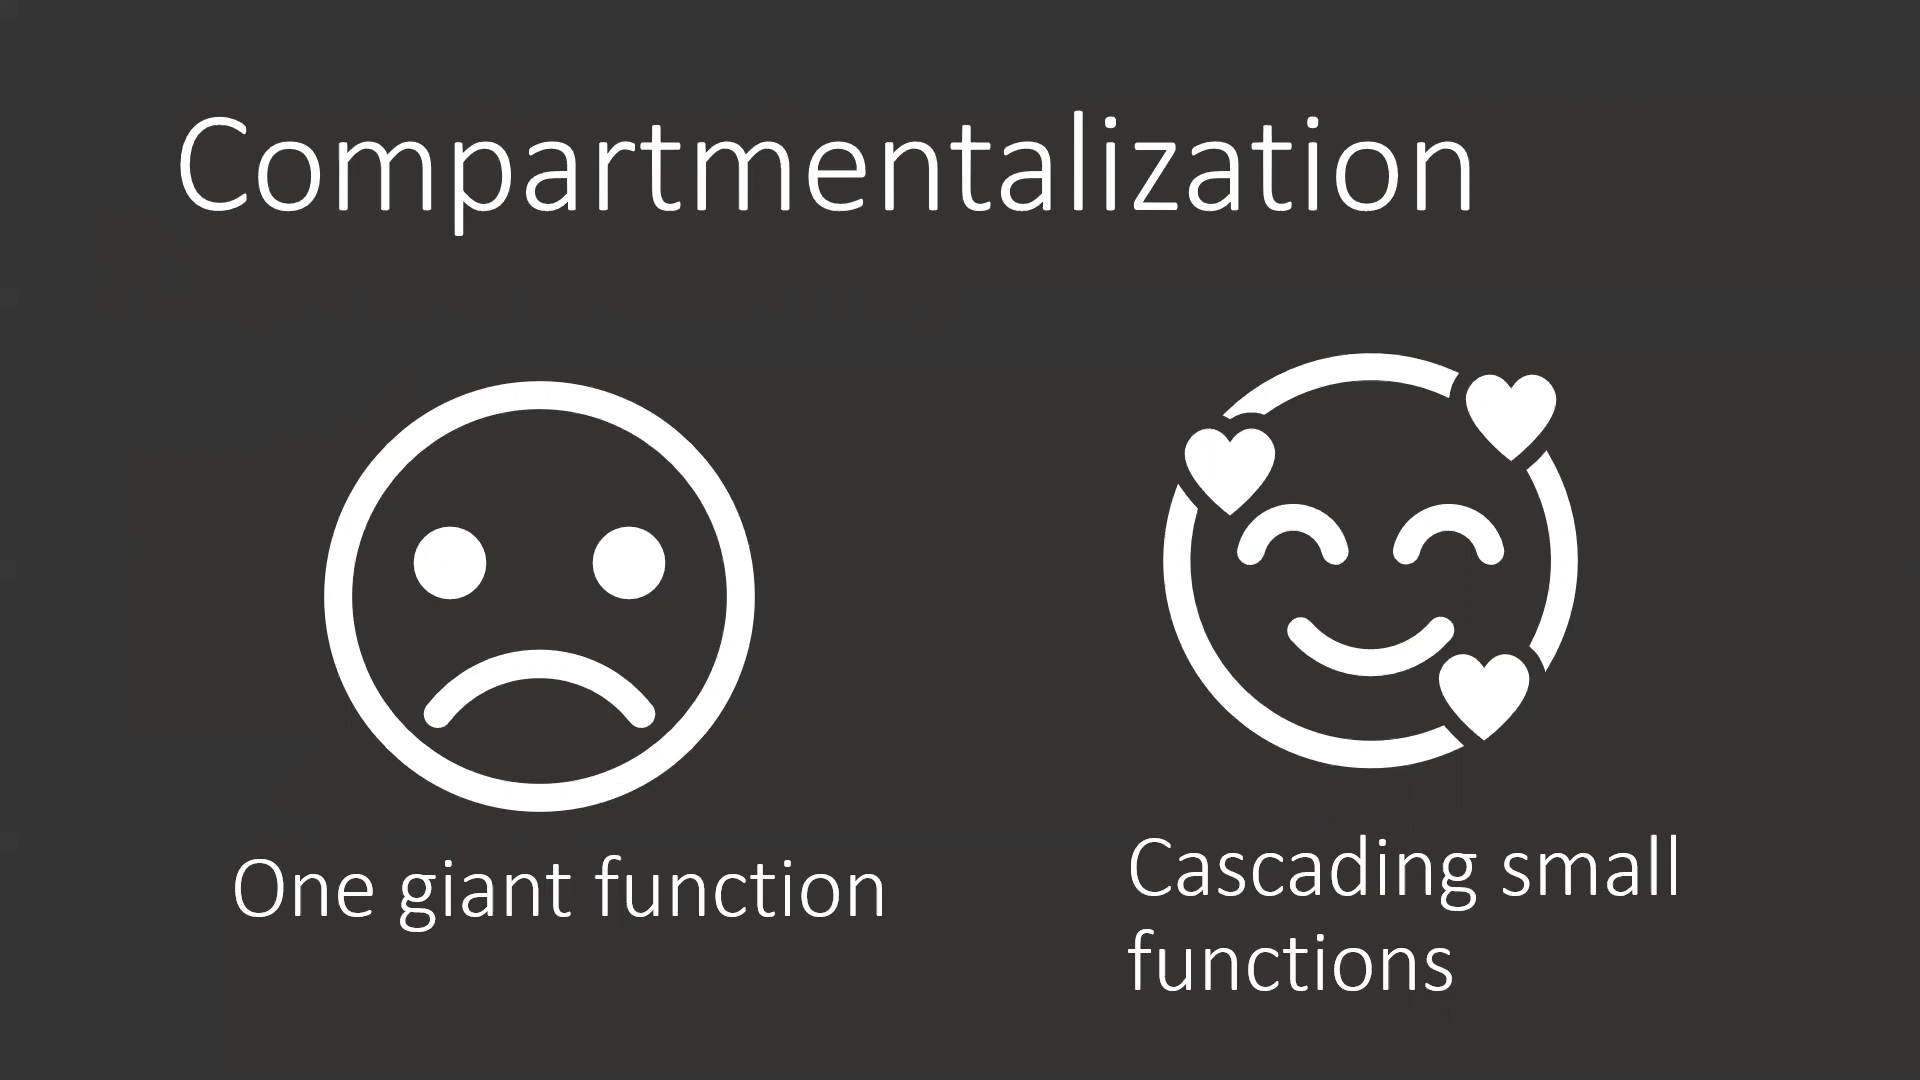 Compartmentalization
One giant function
Cascading small
functions